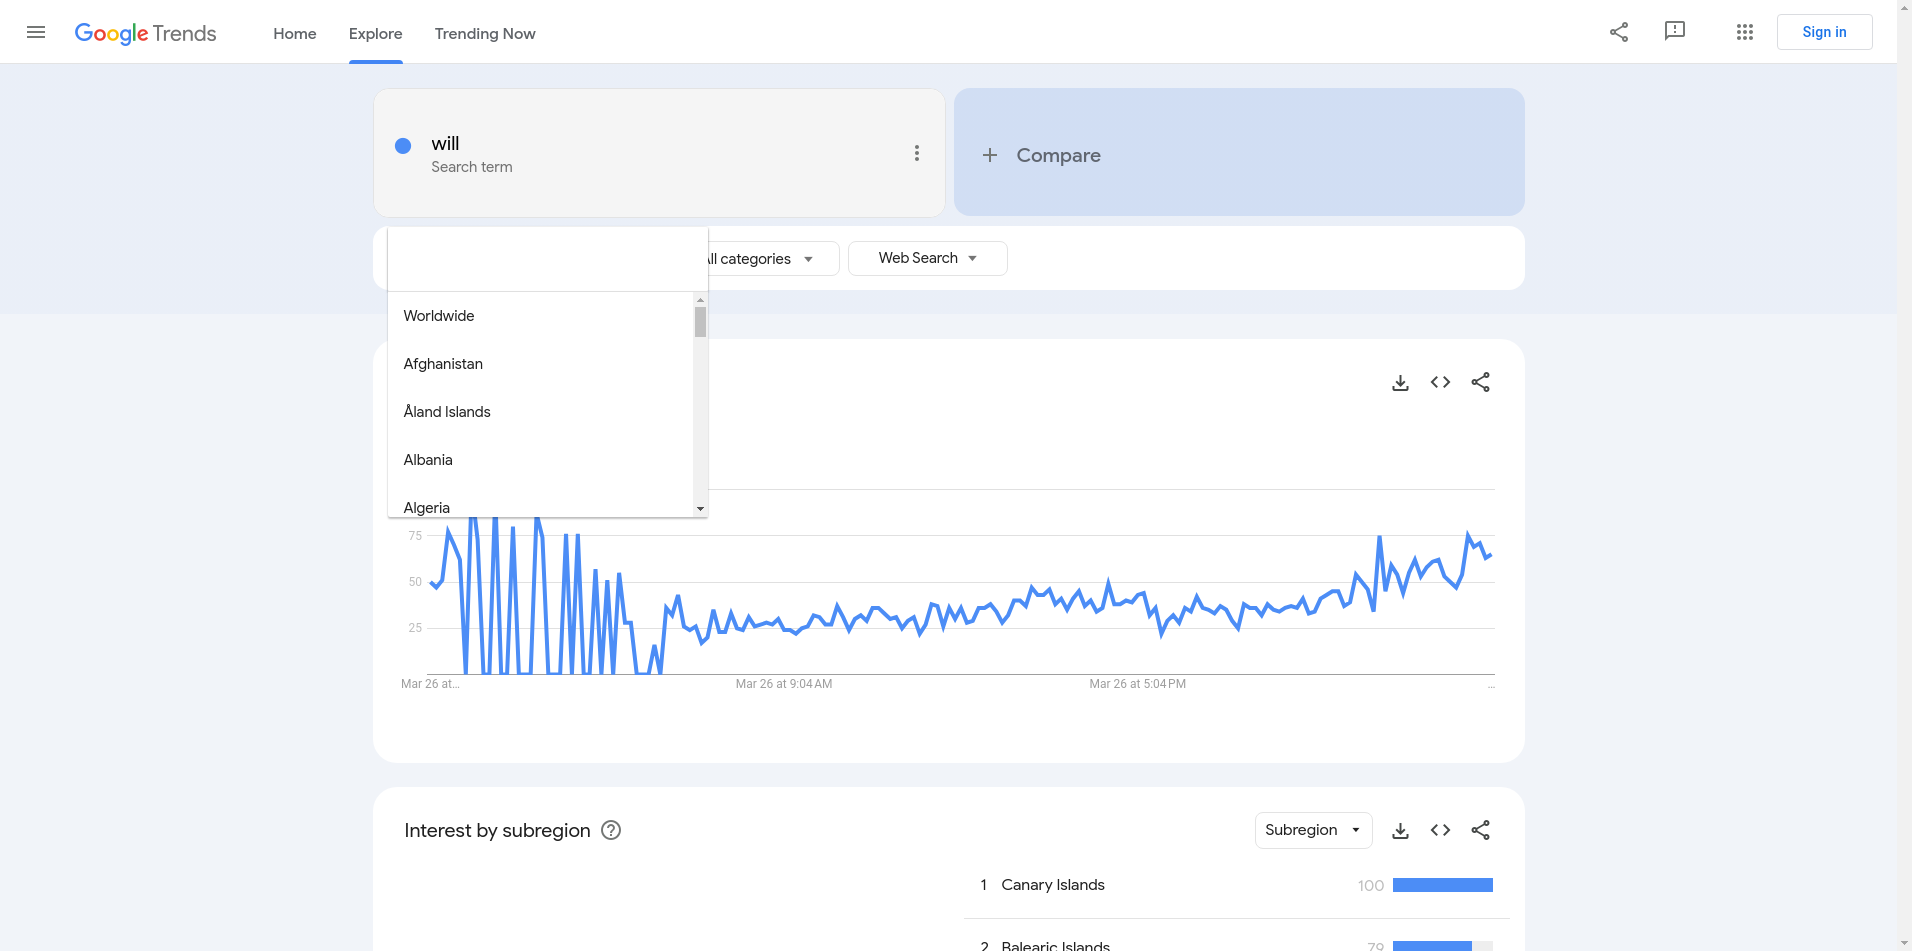 Google Trends
Home
Explore
Trending Now
Sign in
will
Search term
Compare
All categories
Web Search
Worldwide
Afghanistan
Åland Islands
Albania
Algeria
75
50
25
Mar 26 at...
Mar 26 at 9:04 AM
Mar 26 at 5:04 PM
...
Interest by subregion
Subregion
1 Canary Islands 100
2 Balearic Islands 79